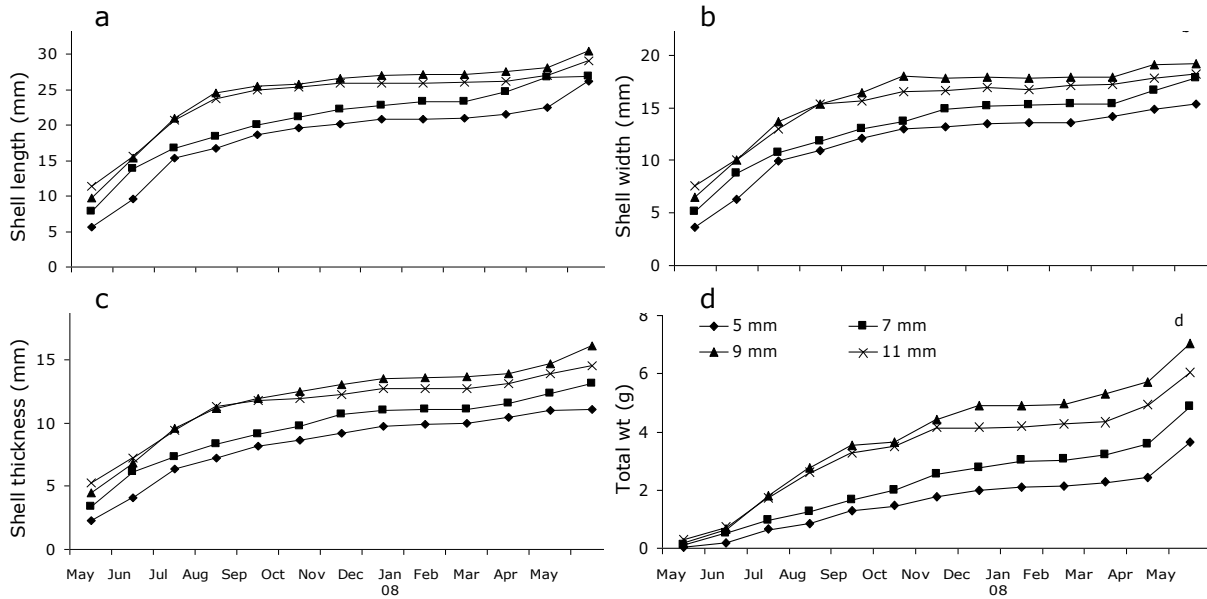 a
Shell length (mm)
30
25
20
15
10
5
0
b
Shell width (mm)
20
15
10
5
0
c
Shell thickness (mm)
15
10
5
0
May Jun Jul Aug Sep Oct Nov Dec Jan Feb Mar Apr May
08
d
Total wt (g)
8
6
4
2
0
5 mm 7 mm
9 mm 11 mm
d
May Jun Jul Aug Sep Oct Nov Dec Jan Feb Mar Apr May
08